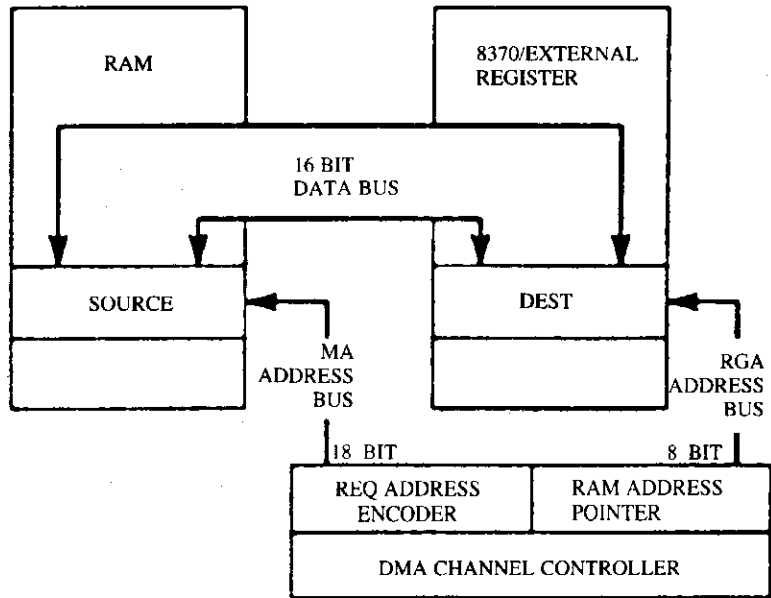 RAM
8370/EXTERNAL
REGISTER
16 BIT
DATA BUS
SOURCE
DEST
MA
ADDRESS
BUS
RGA
ADDRESS
BUS
18 BIT
8 BIT
REQ ADDRESS
ENCODER
RAM ADDRESS
POINTER
DMA CHANNEL CONTROLLER